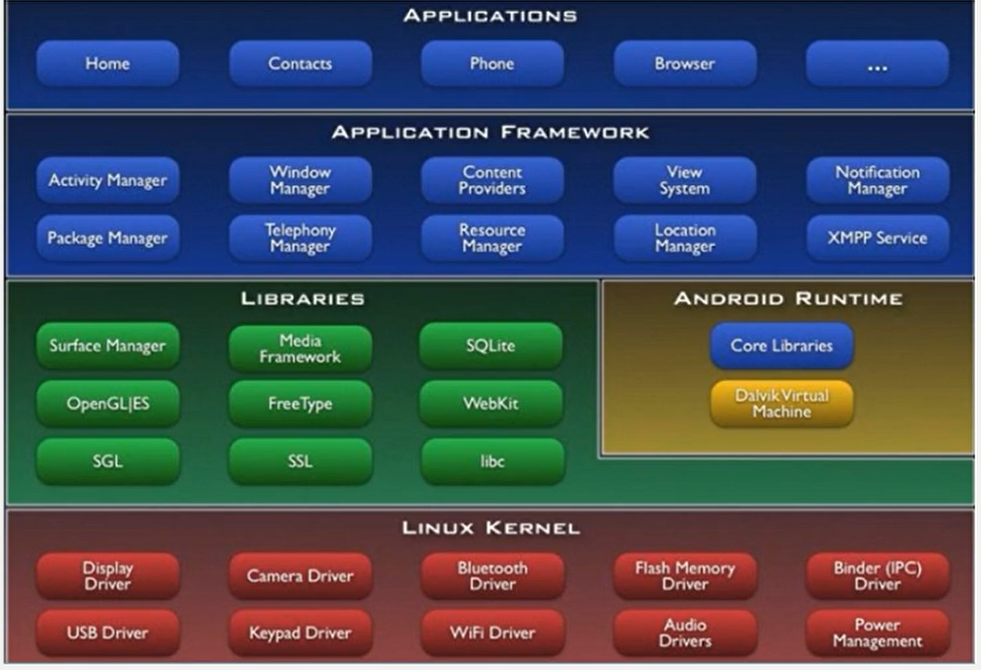 APPLICATIONS
Home
Contacts
Phone
Browser
...
APPLICATION FRAMEWORK
Activity Manager
Window
Manager
Content
Providers
View
System
Notification
Manager
Package Manager
Telephony
Manager
Resource
Manager
Location
Manager
XMPP Service
LIBRARIES
Surface Manager
Media
Framework
SQLite
OpenGL|ES
FreeType
WebKit
SGL
SSL
libc
ANDROID RUNTIME
Core Libraries
Dalvik Virtual
Machine
LINUX KERNEL
Display
Driver
Camera Driver
Bluetooth
Driver
Flash Memory
Driver
Binder (IPC)
Driver
USB Driver
Keypad Driver
WiFi Driver
Audio
Drivers
Power
Management